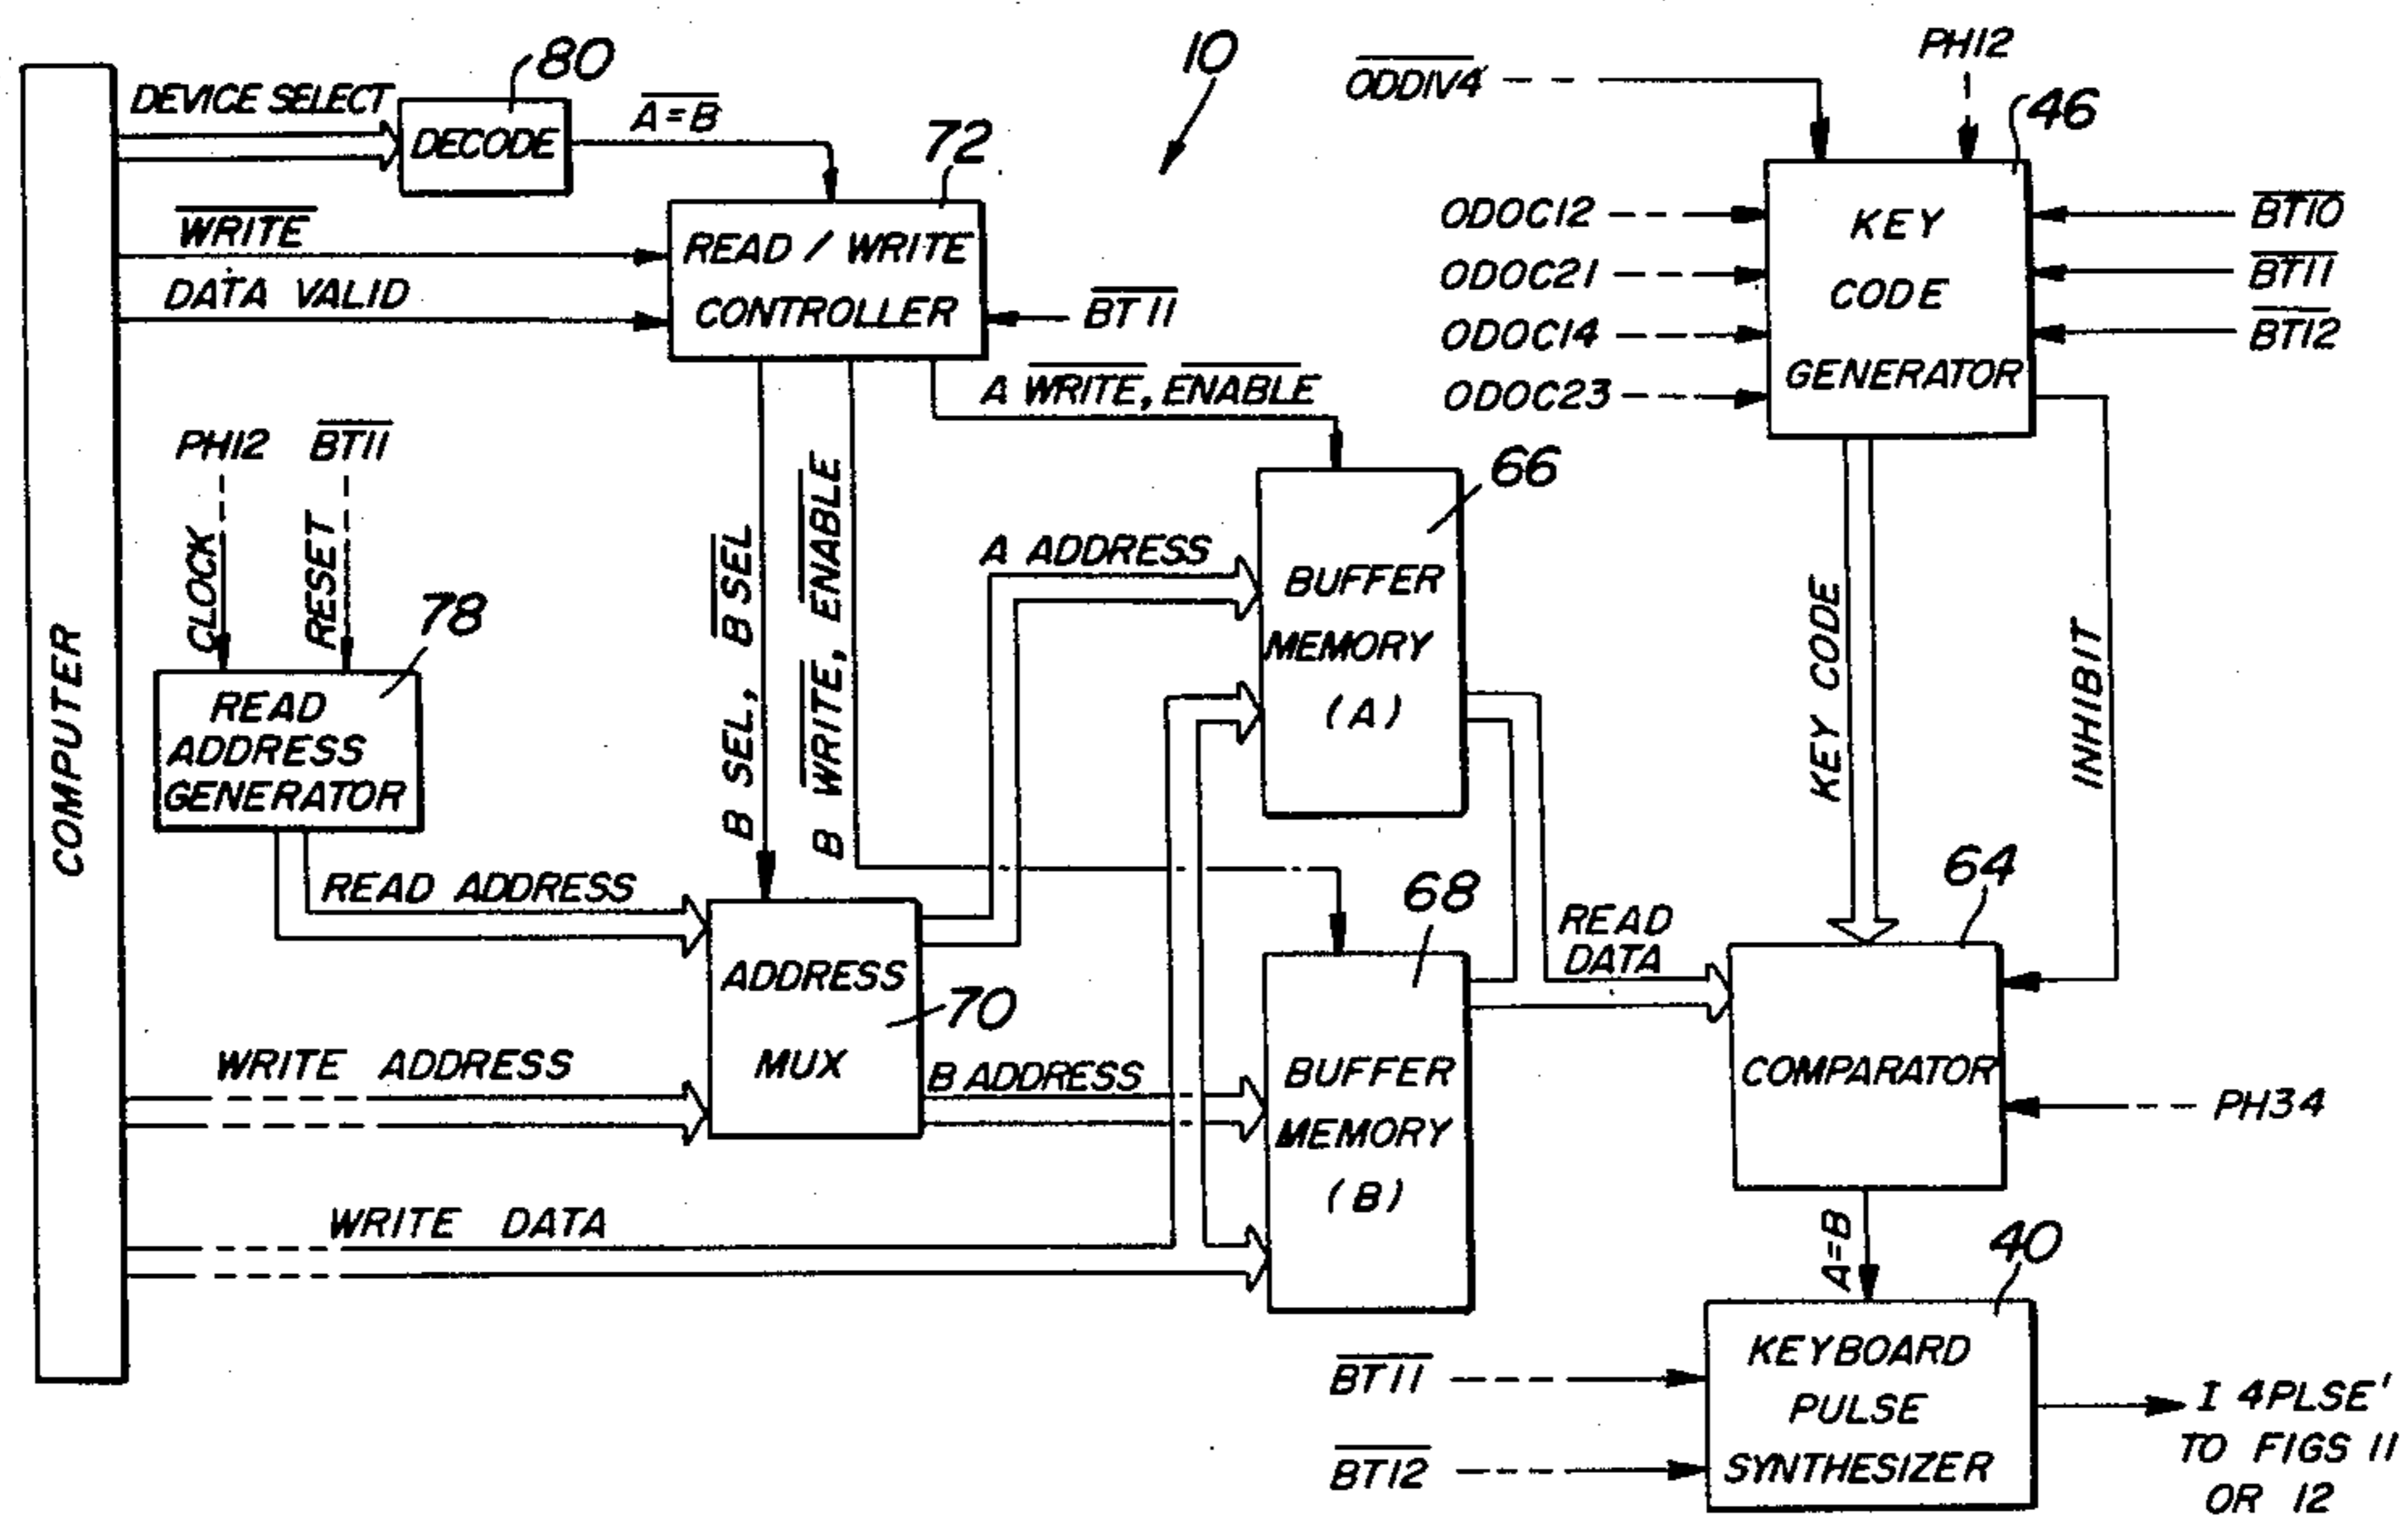 10
COMPUTER
DEVICE SELECT
80
DECODE
A=B
WRITE
DATA VALID
72
READ / WRITE
CONTROLLER
BT11
A WRITE, ENABLE
PH12
BT11
CLOCK
RESET
78
READ
ADDRESS
GENERATOR
B SEL, B SEL
B WRITE, ENABLE
READ ADDRESS
ADDRESS
MUX
70
WRITE ADDRESS
WRITE DATA
A ADDRESS
B ADDRESS
66
BUFFER
MEMORY
(A)
68
BUFFER
MEMORY
(B)
READ
DATA
ODDIV4
PH12
46
ODOC12
ODOC21
ODOC14
ODOC23
KEY
CODE
GENERATOR
BT10
BT11
BT12
KEY CODE
INHIBIT
64
COMPARATOR
PH34
A=B
40
BT11
BT12
KEYBOARD
PULSE
SYNTHESIZER
I 4PLSE'
TO FIGS 11
OR 12